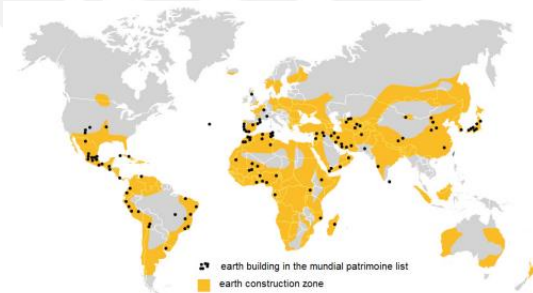 earth building in the mundial patrimoine list
earth construction zone